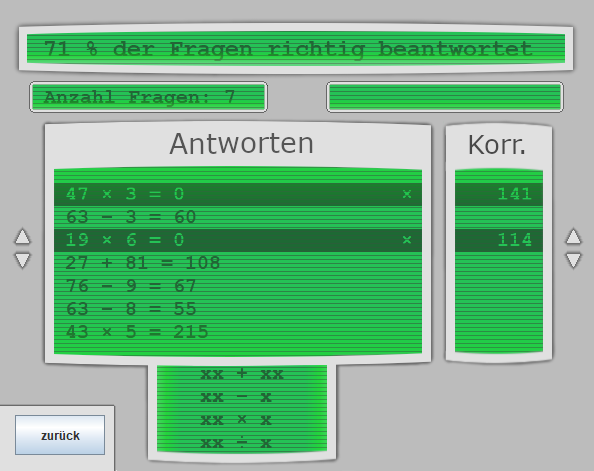 71 % der Fragen richtig beantwortet
Anzahl Fragen: 7
Antworten
Korr.
47 × 3 = 0 × 141
63 − 3 = 60
19 × 6 = 0 × 114
27 + 81 = 108
76 − 9 = 67
63 − 8 = 55
43 × 5 = 215
xx + xx
xx − x
xx × x
xx ÷ x
zurück